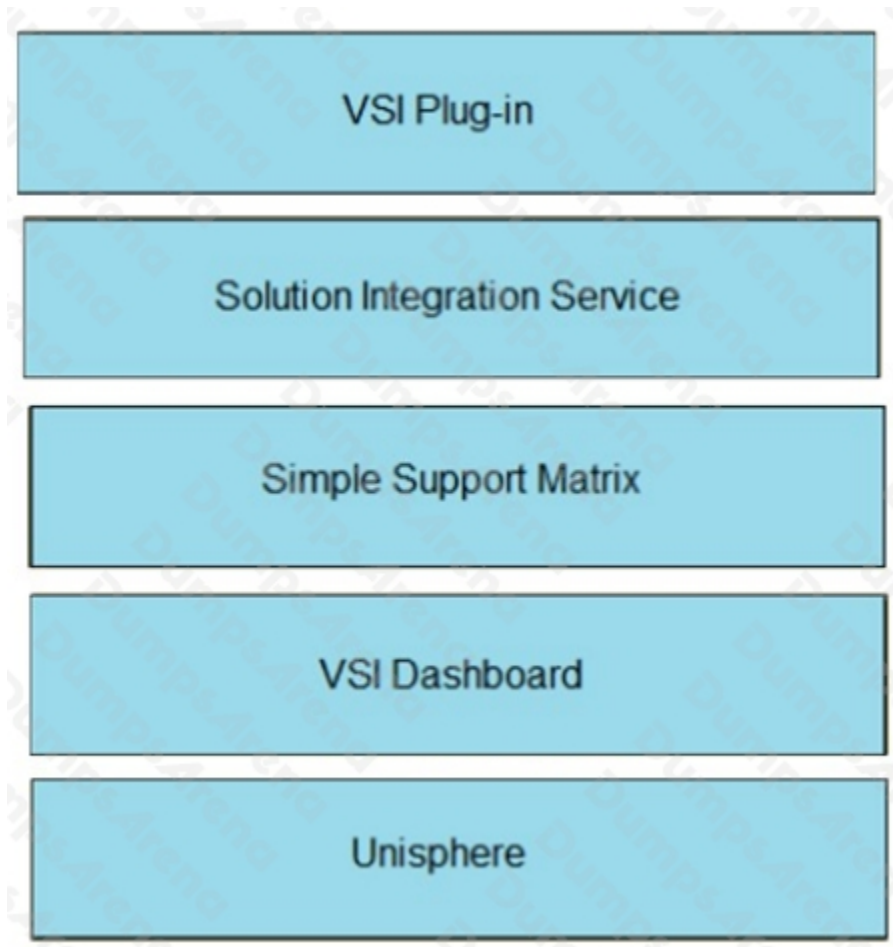 VSI Plug-in
Solution Integration Service
Simple Support Matrix
VSI Dashboard
Unisphere